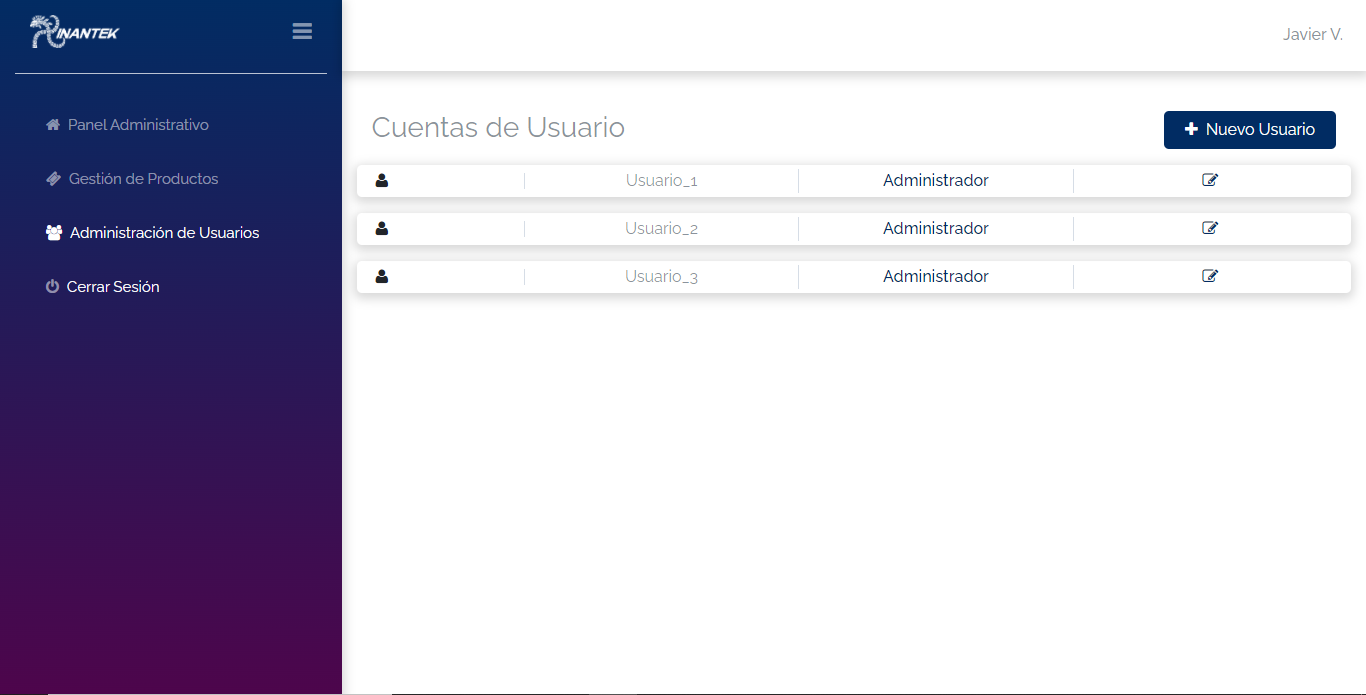 INANTEK
Javier V.
Panel Administrativo
Gestión de Productos
Administración de Usuarios
Cerrar Sesión
Cuentas de Usuario
Nuevo Usuario
Usuario_1 Administrador
Usuario_2 Administrador
Usuario_3 Administrador